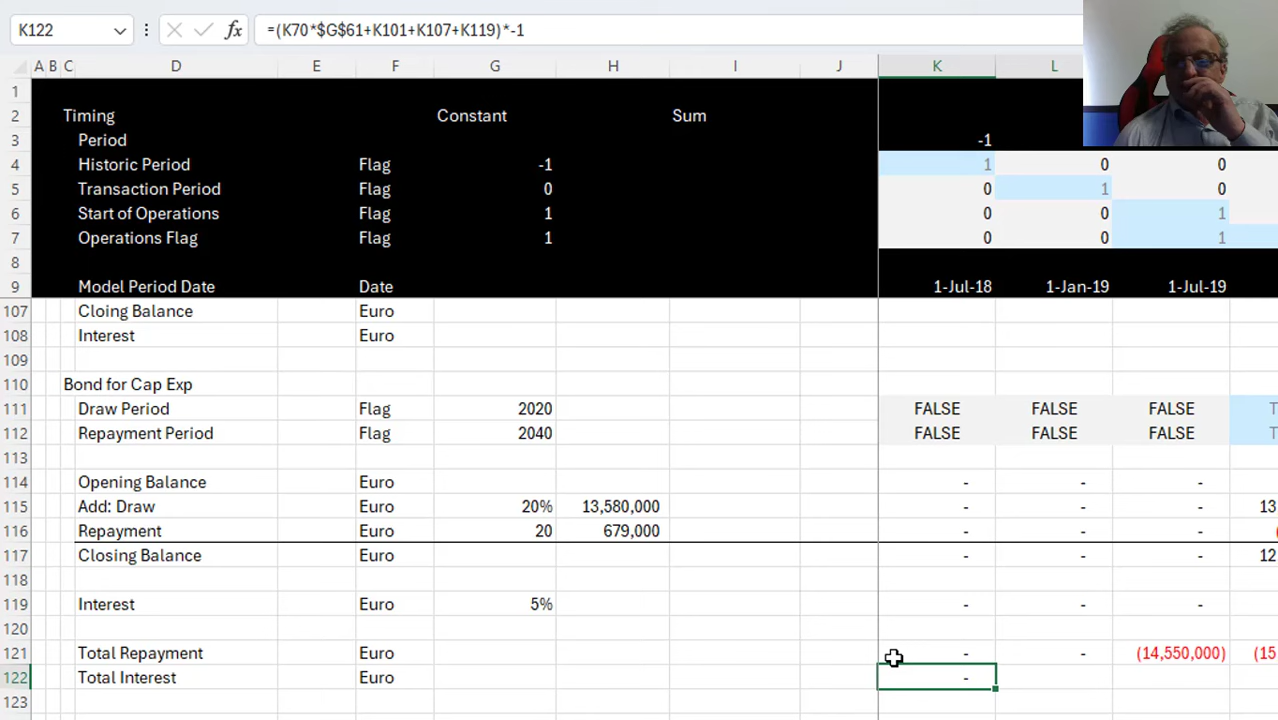 K122 fx =(K70*$G$61+K101+K107+K119)*-1
A B C D E F G H I J K L
1
2 Timing Constant Sum
3 Period -1
4 Historic Period Flag -1 1 0 0
5 Transaction Period Flag 0 0 1 0
6 Start of Operations Flag 1 0 0 1
7 Operations Flag Flag 1 0 0 1
8
9 Model Period Date Date 1-Jul-18 1-Jan-19 1-Jul-19
107 Cloing Balance Euro
108 Interest Euro
109
110 Bond for Cap Exp
111 Draw Period Flag 2020 FALSE FALSE FALSE T
112 Repayment Period Flag 2040 FALSE FALSE FALSE T
113
114 Opening Balance Euro - - -
115 Add: Draw Euro 20% 13,580,000 - - - 13
116 Repayment Euro 20 679,000 - - - (
117 Closing Balance Euro - - - 12
118
119 Interest Euro 5% - - -
120
121 Total Repayment Euro - - (14,550,000) (15
122 Total Interest Euro -
123